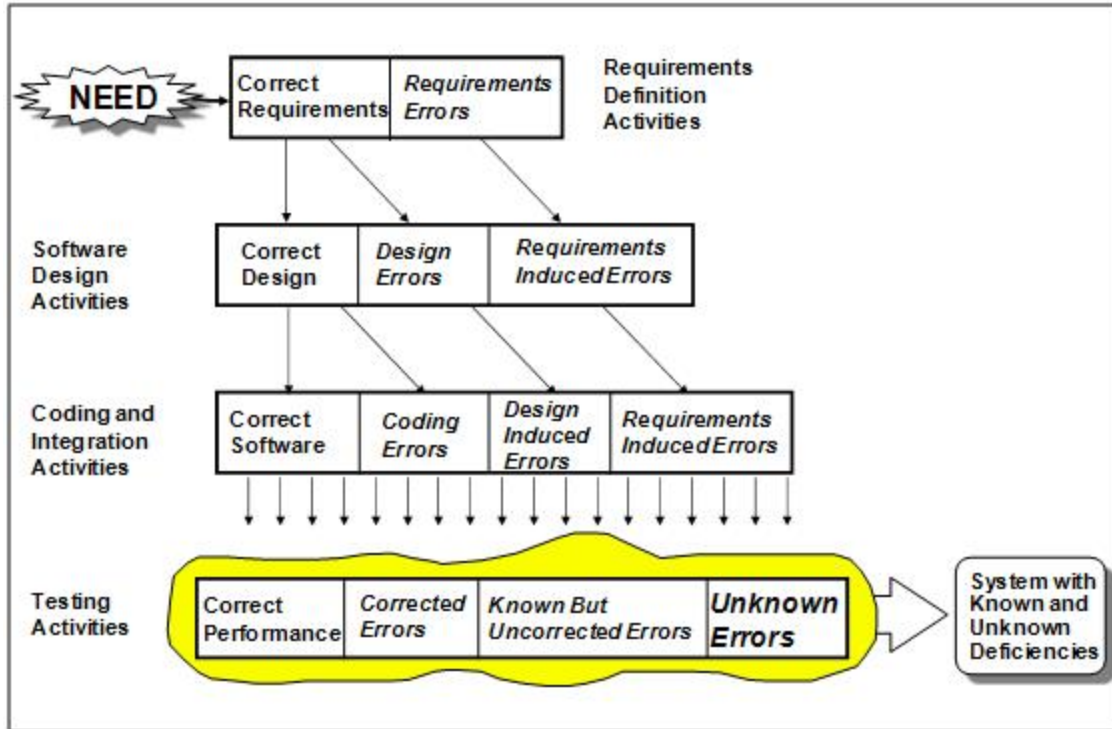 NEED
Correct
Requirements
Requirements
Errors
Requirements
Definition
Activities
Software
Design
Activities
Correct
Design
Design
Errors
Requirements
Induced Errors
Coding and
Integration
Activities
Correct
Software
Coding
Errors
Design
Induced
Errors
Requirements
Induced Errors
Testing
Activities
Correct
Performance
Corrected
Errors
Known But
Uncorrected Errors
Unknown
Errors
System with
Known and
Unknown
Deficiencies